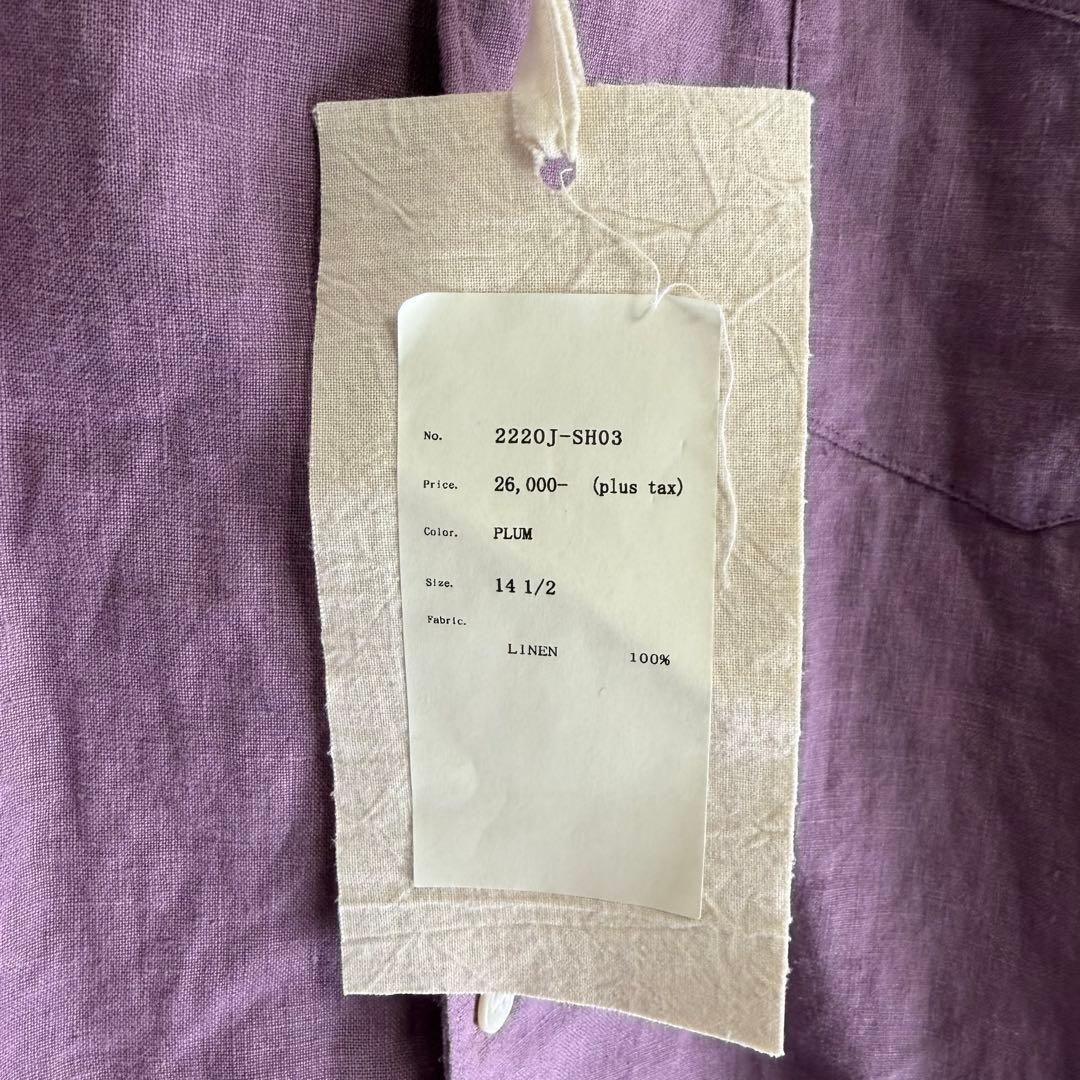 No. 2220J-SH03
Price. 26,000- (plus tax)
Color. PLUM
Size. 14 1/2
Fabric.
LINEN 100%